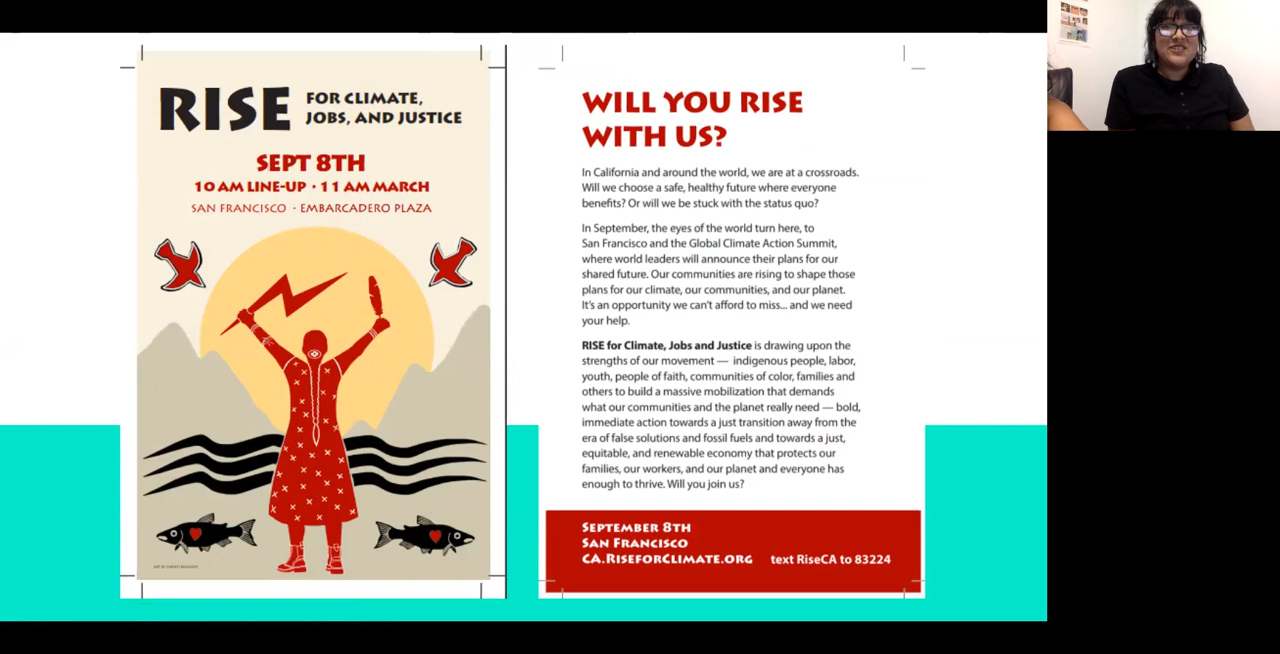 RISE
FOR CLIMATE,
JOBS, AND JUSTICE
SEPT 8TH
10 AM LINE-UP · 11 AM MARCH
SAN FRANCISCO · EMBARCADERO PLAZA
WILL YOU RISE
WITH US?
In California and around the world, we are at a crossroads.
Will we choose a safe, healthy future where everyone
benefits? Or will we be stuck with the status quo?
In September, the eyes of the world turn here, to
San Francisco and the Global Climate Action Summit,
where world leaders will announce their plans for our
shared future. Our communities are rising to shape those
plans for our climate, our communities, and our planet.
It's an opportunity we can't afford to miss... and we need
your help.
RISE for Climate, Jobs and Justice is drawing upon the
strengths of our movement — indigenous people, labor,
youth, people of faith, communities of color, families and
others to build a massive mobilization that demands
what our communities and the planet really need — bold,
immediate action towards a just transition away from the
era of false solutions and fossil fuels and towards a just,
equitable, and renewable economy that protects our
families, our workers, and our planet and everyone has
enough to thrive. Will you join us?
SEPTEMBER 8TH
SAN FRANCISCO
CA.RISEFORCLIMATE.ORG text RiseCA to 83224